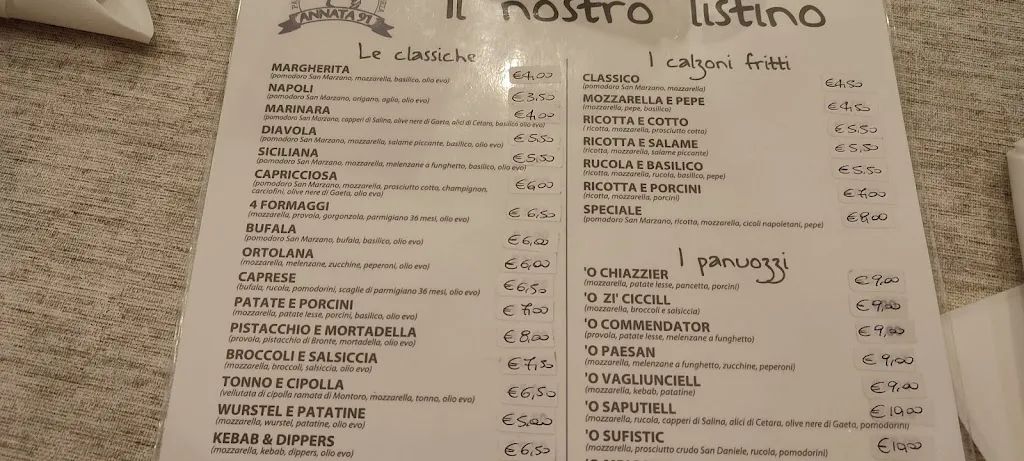 ANNATA 91
il nostro listino
Le classiche
MARGHERITA €4,00
(pomodoro San Marzano, mozzarella, basilico, olio evo)
NAPOLI €3,50
(pomodoro San Marzano, origano, aglio, olio evo)
MARINARA €4,00
(pomodoro San Marzano, capperi di Salina, olive nere di Gaeta, alici di Cetara, basilico olio evo)
DIAVOLA €5,50
(pomodoro San Marzano, mozzarella, salame piccante, basilico, olio evo)
SICILIANA €5,50
(pomodoro San Marzano, mozzarella, melenzane a funghetto, basilico, olio evo)
CAPRICCIOSA €6,00
(pomodoro San Marzano, mozzarella, prosciutto cotto, champignon,
carciofini, olive nere di Gaeta, olio evo)
4 FORMAGGI €6,50
(mozzarella, provola, gorgonzola, parmigiano 36 mesi, olio evo)
BUFALA €6,00
(pomodoro San Marzano, bufala, basilico, olio evo)
ORTOLANA €6,00
(mozzarella, melenzane, zucchine, peperoni, olio evo)
CAPRESE €6,50
(bufala, rucola, pomodorini, scaglie di parmigiano 36 mesi, olio evo)
PATATE E PORCINI €7,00
(mozzarella, patate lesse, porcini, basilico, olio evo)
PISTACCHIO E MORTADELLA €8,00
(provola, pistacchio di Bronte, mortadella, olio evo)
BROCCOLI E SALSICCIA €7,50
(mozzarella, broccoli, salsiccia, olio evo)
TONNO E CIPOLLA €6,50
(vellutata di cipolla ramata di Montoro, mozzarella, tonno, olio evo)
WURSTEL E PATATINE €5,00
(mozzarella, wurstel, patatine, olio evo)
KEBAB & DIPPERS €6,50
(mozzarella, kebab, dippers, olio evo)
I calzoni fritti
CLASSICO €4,50
(pomodoro San Marzano, mozzarella)
MOZZARELLA E PEPE €4,50
(mozzarella, pepe, basilico)
RICOTTA E COTTO €5,50
( ricotta, mozzarella, prosciutto cotto)
RICOTTA E SALAME €5,50
(ricotta, mozzarella, salame piccante)
RUCOLA E BASILICO €5,50
(ricotta, mozzarella, rucola, basilico, pepe)
RICOTTA E PORCINI €7,00
(ricotta, mozzarella, porcini)
SPECIALE €8,00
(pomodoro San Marzano, ricotta, mozzarella, cicoli napoletani, pepe)
I panuozzi
'O CHIAZZIER €9,00
(mozzarella, patate lesse, pancetta, porcini)
'O ZI' CICCILL €9,00
(mozzarella, broccoli e salsiccia)
'O COMMENDATOR €9,00
(provola, patate lesse, melenzane a funghetto)
'O PAESAN €9,00
(mozzarella, melenzane a funghetto, zucchine, peperoni)
'O VAGLIUNCIELL €9,00
(mozzarella, kebab, patatine)
'O SAPUTIELL €10,00
(mozzarella, rucola, capperi di Salina, alici di Cetara, olive nere di Gaeta, pomodorini)
'O SUFISTIC €10,00
(mozzarella, prosciutto crudo San Daniele, rucola, pomodorini)